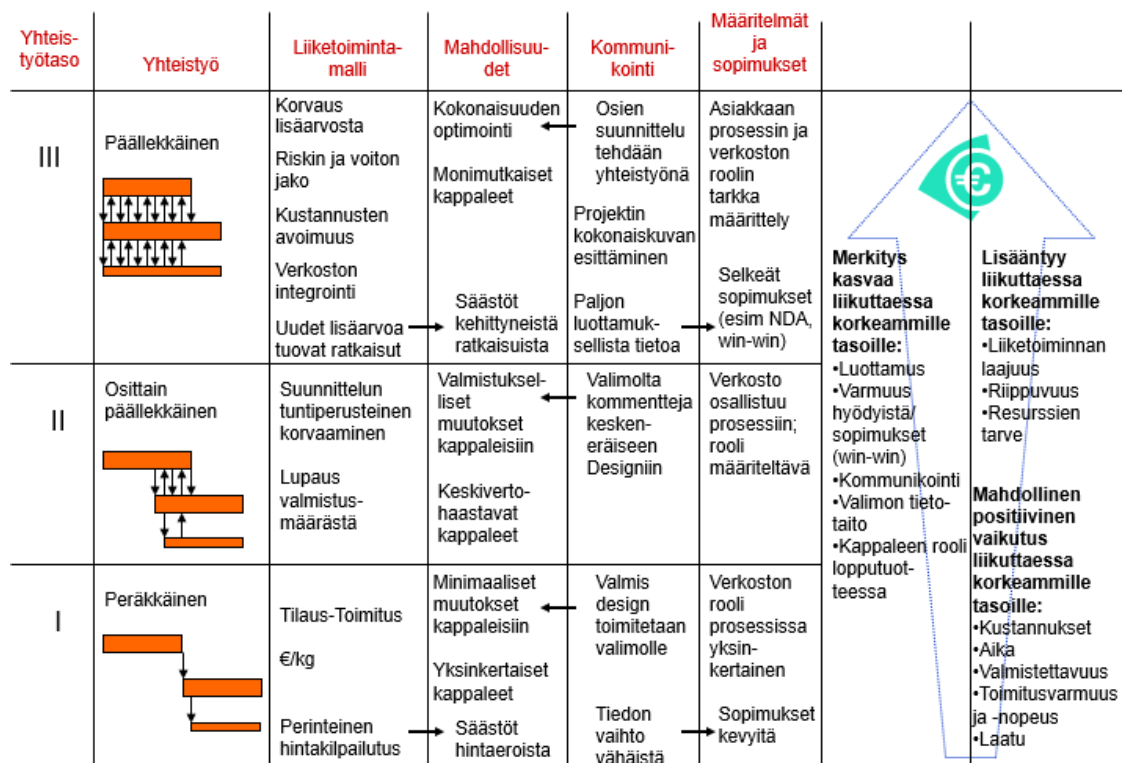 Yhteis-
työtaso
Yhteistyö
Liiketoiminta-
malli
Mahdollisuu-
det
Kommuni-
kointi
Määritelmät
ja
sopimukset
III
Päällekkäinen
Korvaus
lisäarvosta
Riskin ja voiton
jako
Kustannusten
avoimuus
Verkoston
integrointi
Uudet lisäarvoa
tuovat ratkaisut
Kokonaisuuden
optimointi
Monimutkaiset
kappaleet
Säästöt
kehittyneistä
ratkaisuista
Osien
suunnittelu
tehdään
yhteistyönä
Projektin
kokonaiskuvan
esittäminen
Paljon
luottamuk-
sellista tietoa
Asiakkaan
prosessin ja
verkoston
roolin
tarkka
määrittely
Selkeät
sopimukset
(esim NDA,
win-win)
II
Osittain
päällekkäinen
Suunnittelun
tuntiperusteinen
korvaaminen
Lupaus
valmistus-
määrästä
Valmistuksel-
liset
muutokset
kappaleisiin
Keskiverto-
haastavat
kappaleet
Valimolta
kommentteja
kesken-
eräiseen
Designiin
Verkosto
osallistuu
prosessiin;
rooli
määriteltävä
I
Peräkkäinen
Tilaus-Toimitus
€/kg
Perinteinen
hintakilpailutus
Minimaaliset
muutokset
kappaleisiin
Yksinkertaiset
kappaleet
Säästöt
hintaeroista
Valmis
design
toimitetaan
valimolle
Tiedon
vaihto
vähäistä
Verkoston
rooli
prosessissa
yksin-
kertainen
Sopimukset
kevyitä
€
Merkitys
kasvaa
liikuttaessa
korkeammille
tasoille:
•Luottamus
•Varmuus
hyödyistä/
sopimukset
(win-win)
•Kommunikointi
•Valimon tieto-
taito
•Kappaleen rooli
lopputuot-
teessa
Lisääntyy
liikuttaessa
korkeammille
tasoille:
•Liiketoiminnan
laajuus
•Riippuvuus
•Resurssien
tarve
Mahdollinen
positiivinen
vaikutus
liikuttaessa
korkeammille
tasoille:
•Kustannukset
•Aika
•Valmistettavuus
•Toimitusvarmuus
ja -nopeus
•Laatu